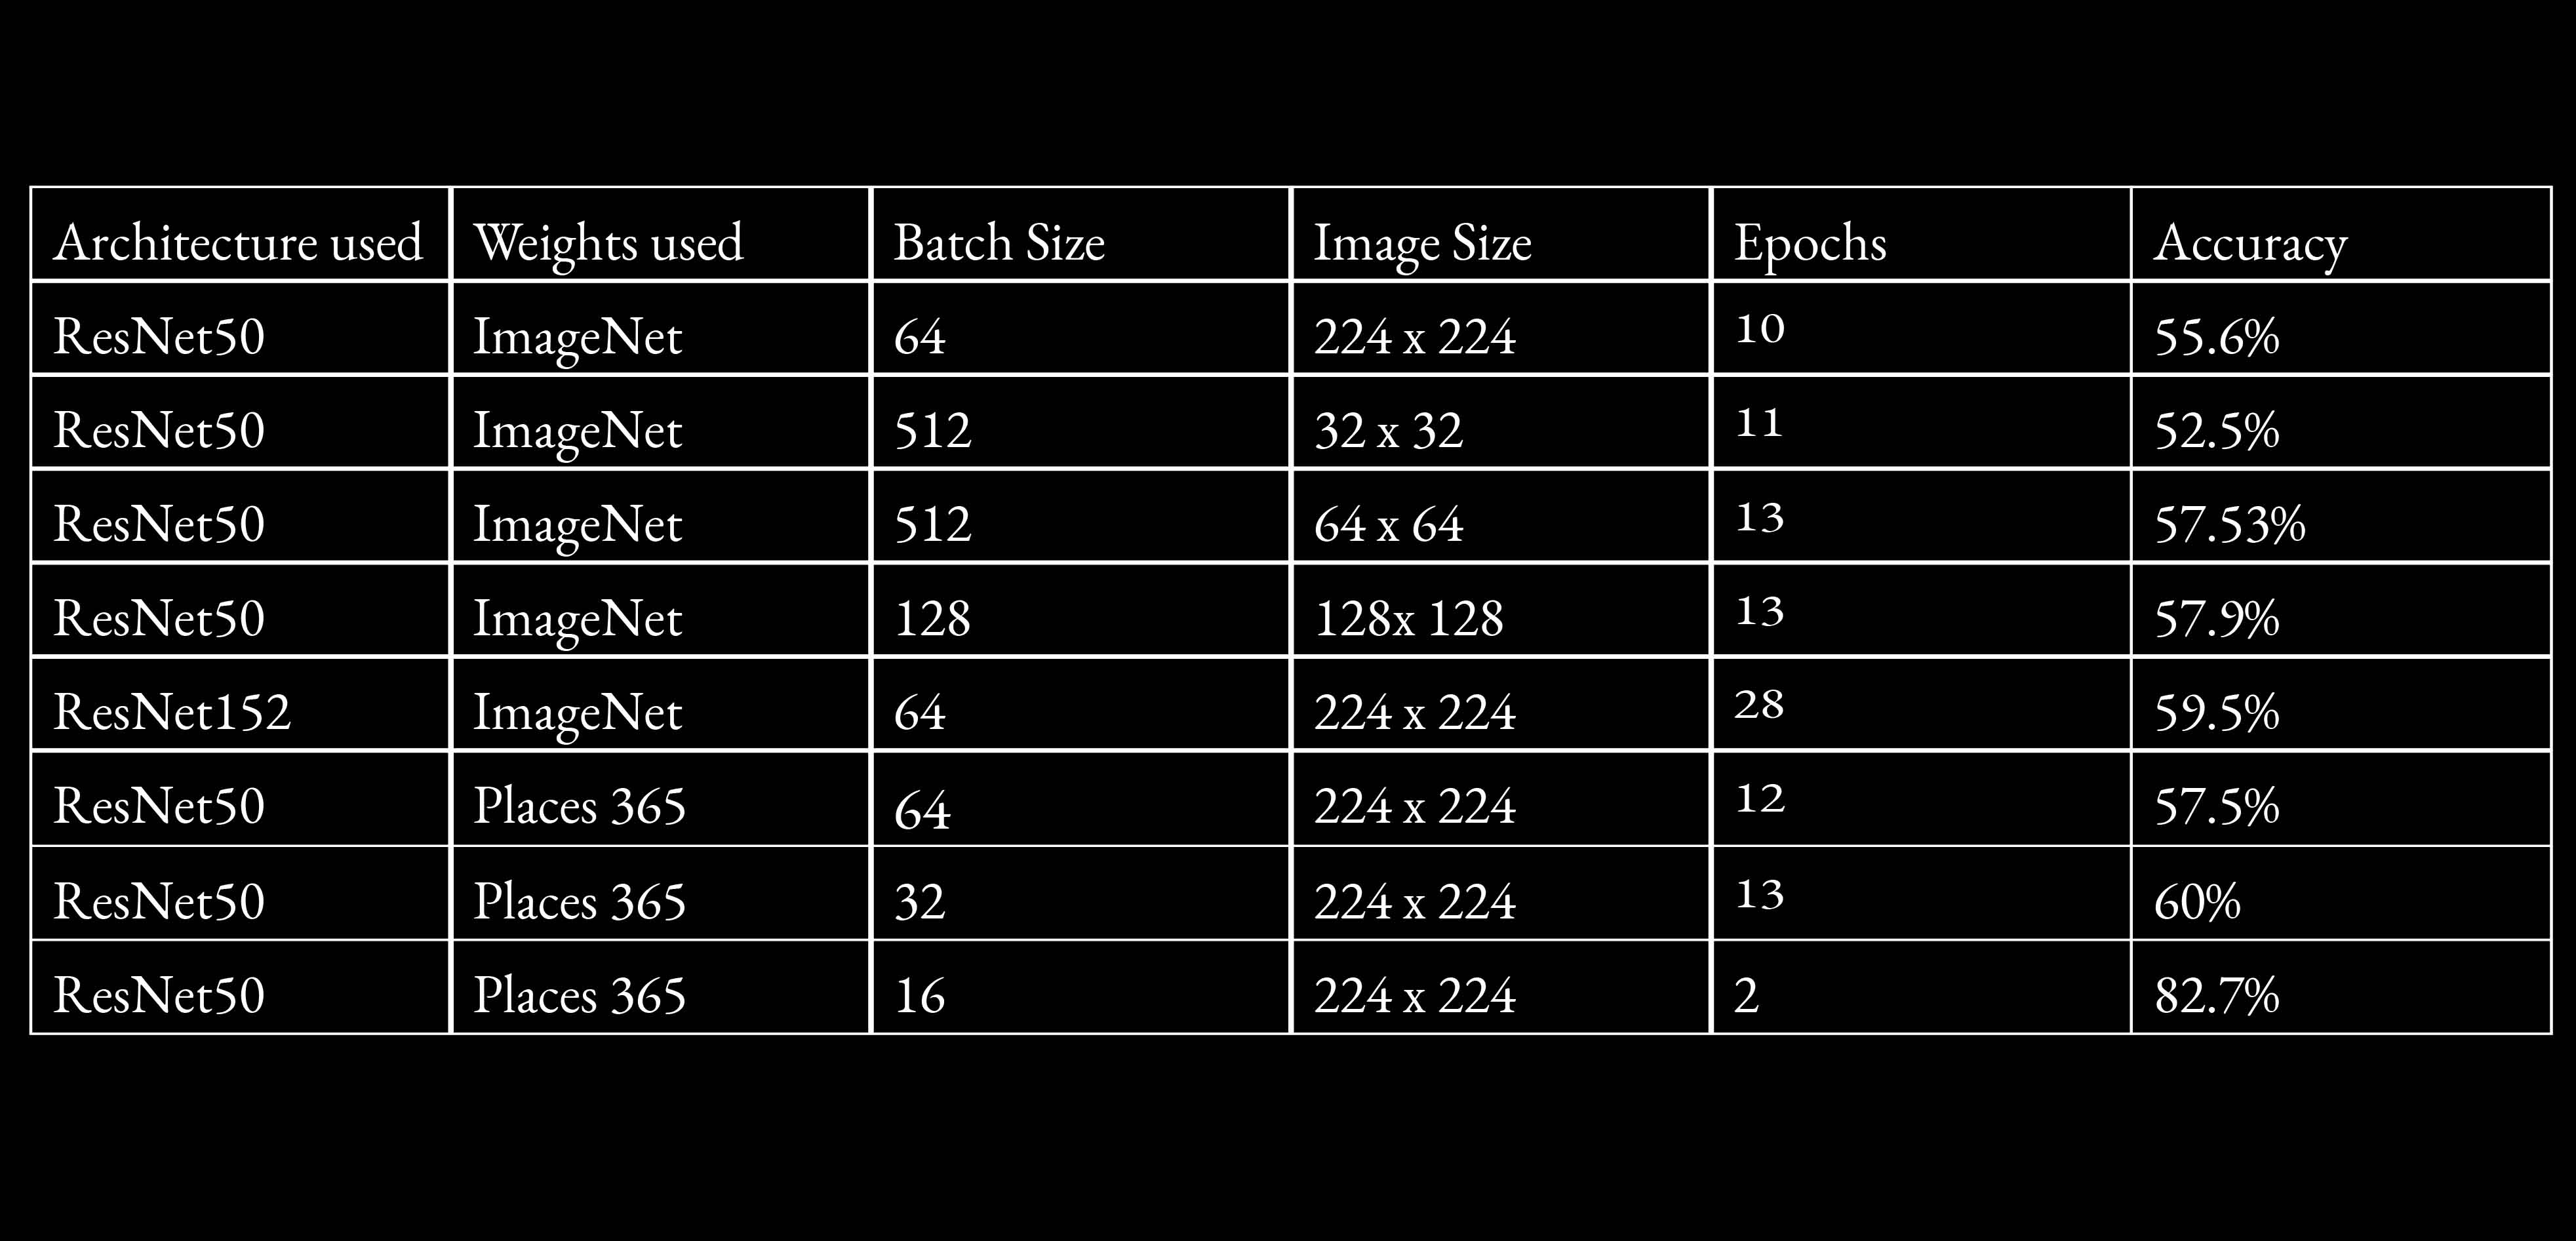 Architecture used Weights used Batch Size Image Size Epochs Accuracy
ResNet50 ImageNet 64 224 x 224 10 55.6%
ResNet50 ImageNet 512 32 x 32 11 52.5%
ResNet50 ImageNet 512 64 x 64 13 57.53%
ResNet50 ImageNet 128 128x 128 13 57.9%
ResNet152 ImageNet 64 224 x 224 28 59.5%
ResNet50 Places 365 64 224 x 224 12 57.5%
ResNet50 Places 365 32 224 x 224 13 60%
ResNet50 Places 365 16 224 x 224 2 82.7%